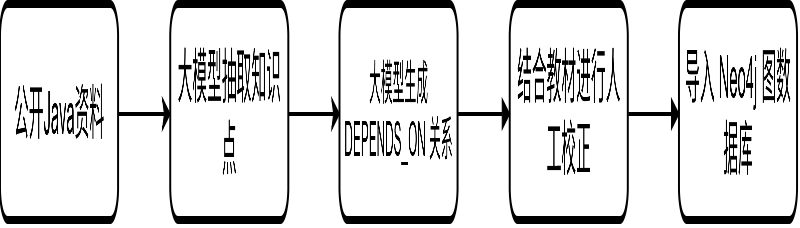 公开Java资料
大模型抽取知识
点
大模型生成
DEPENDS_ON 关系
结合教材进行人
工校正
导入 Neo4j 图数
据库